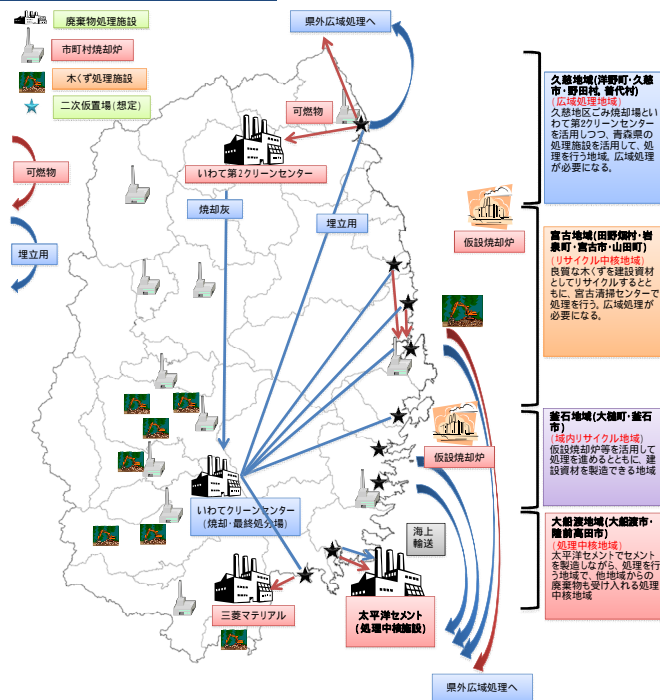 廃棄物処理施設
市町村焼却炉
木くず処理施設
二次仮置場(想定)
可燃物
埋立用
県外広域処理へ
可燃物
いわて第2クリーンセンター
焼却灰
埋立用
仮設焼却炉
仮設焼却炉
いわてクリーンセンター
(焼却・最終処分場)
海上
輸送
三菱マテリアル
太平洋セメント
(処理中核施設)
県外広域処理へ
久慈地域(洋野町・久慈
市・野田村, 普代村)
(広域処理地域)
久慈地区ごみ焼却場とい
わて第2クリーンセンター
を活用しつつ、青森県の
処理施設を活用して、処
理を行う地域。広域処理
が必要になる。
宮古地域(田野畑村・岩
泉町・宮古市・山田町)
(リサイクル中核地域)
良質な木くずを建設資材
としてリサイクルするとと
もに、宮古清掃センターで
処理を行う。広域処理が
必要になる。
釜石地域(大槌町・釜石
市)
(域内リサイクル地域)
仮設焼却炉等を活用して
処理を進めるとともに、建
設資材を製造できる地域
大船渡地域(大船渡市・
陸前高田市)
(処理中核地域)
太平洋セメントでセメント
を製造しながら、処理を行
う地域で、他地域からの
廃棄物も受け入れる処理
中核地域